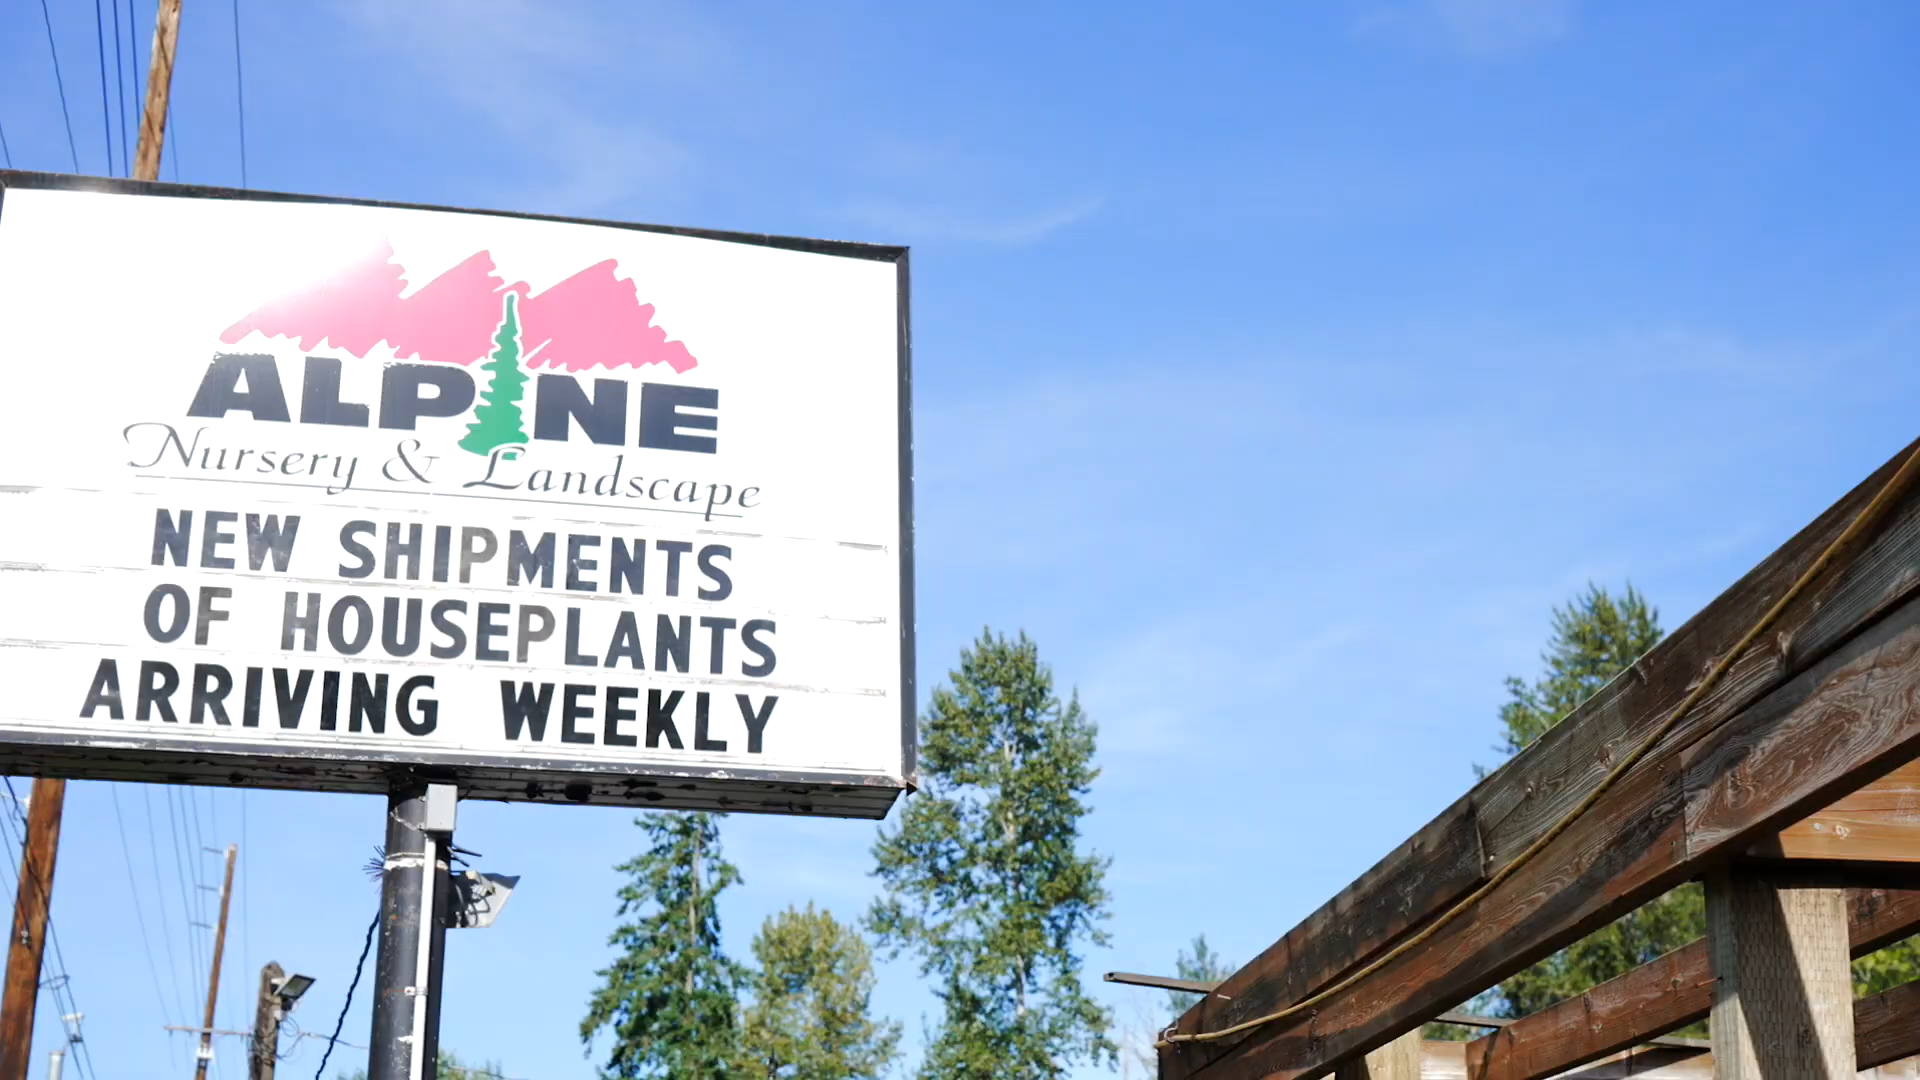 ALPINE
Nursery & Landscape
NEW SHIPMENTS
OF HOUSEPLANTS
ARRIVING WEEKLY